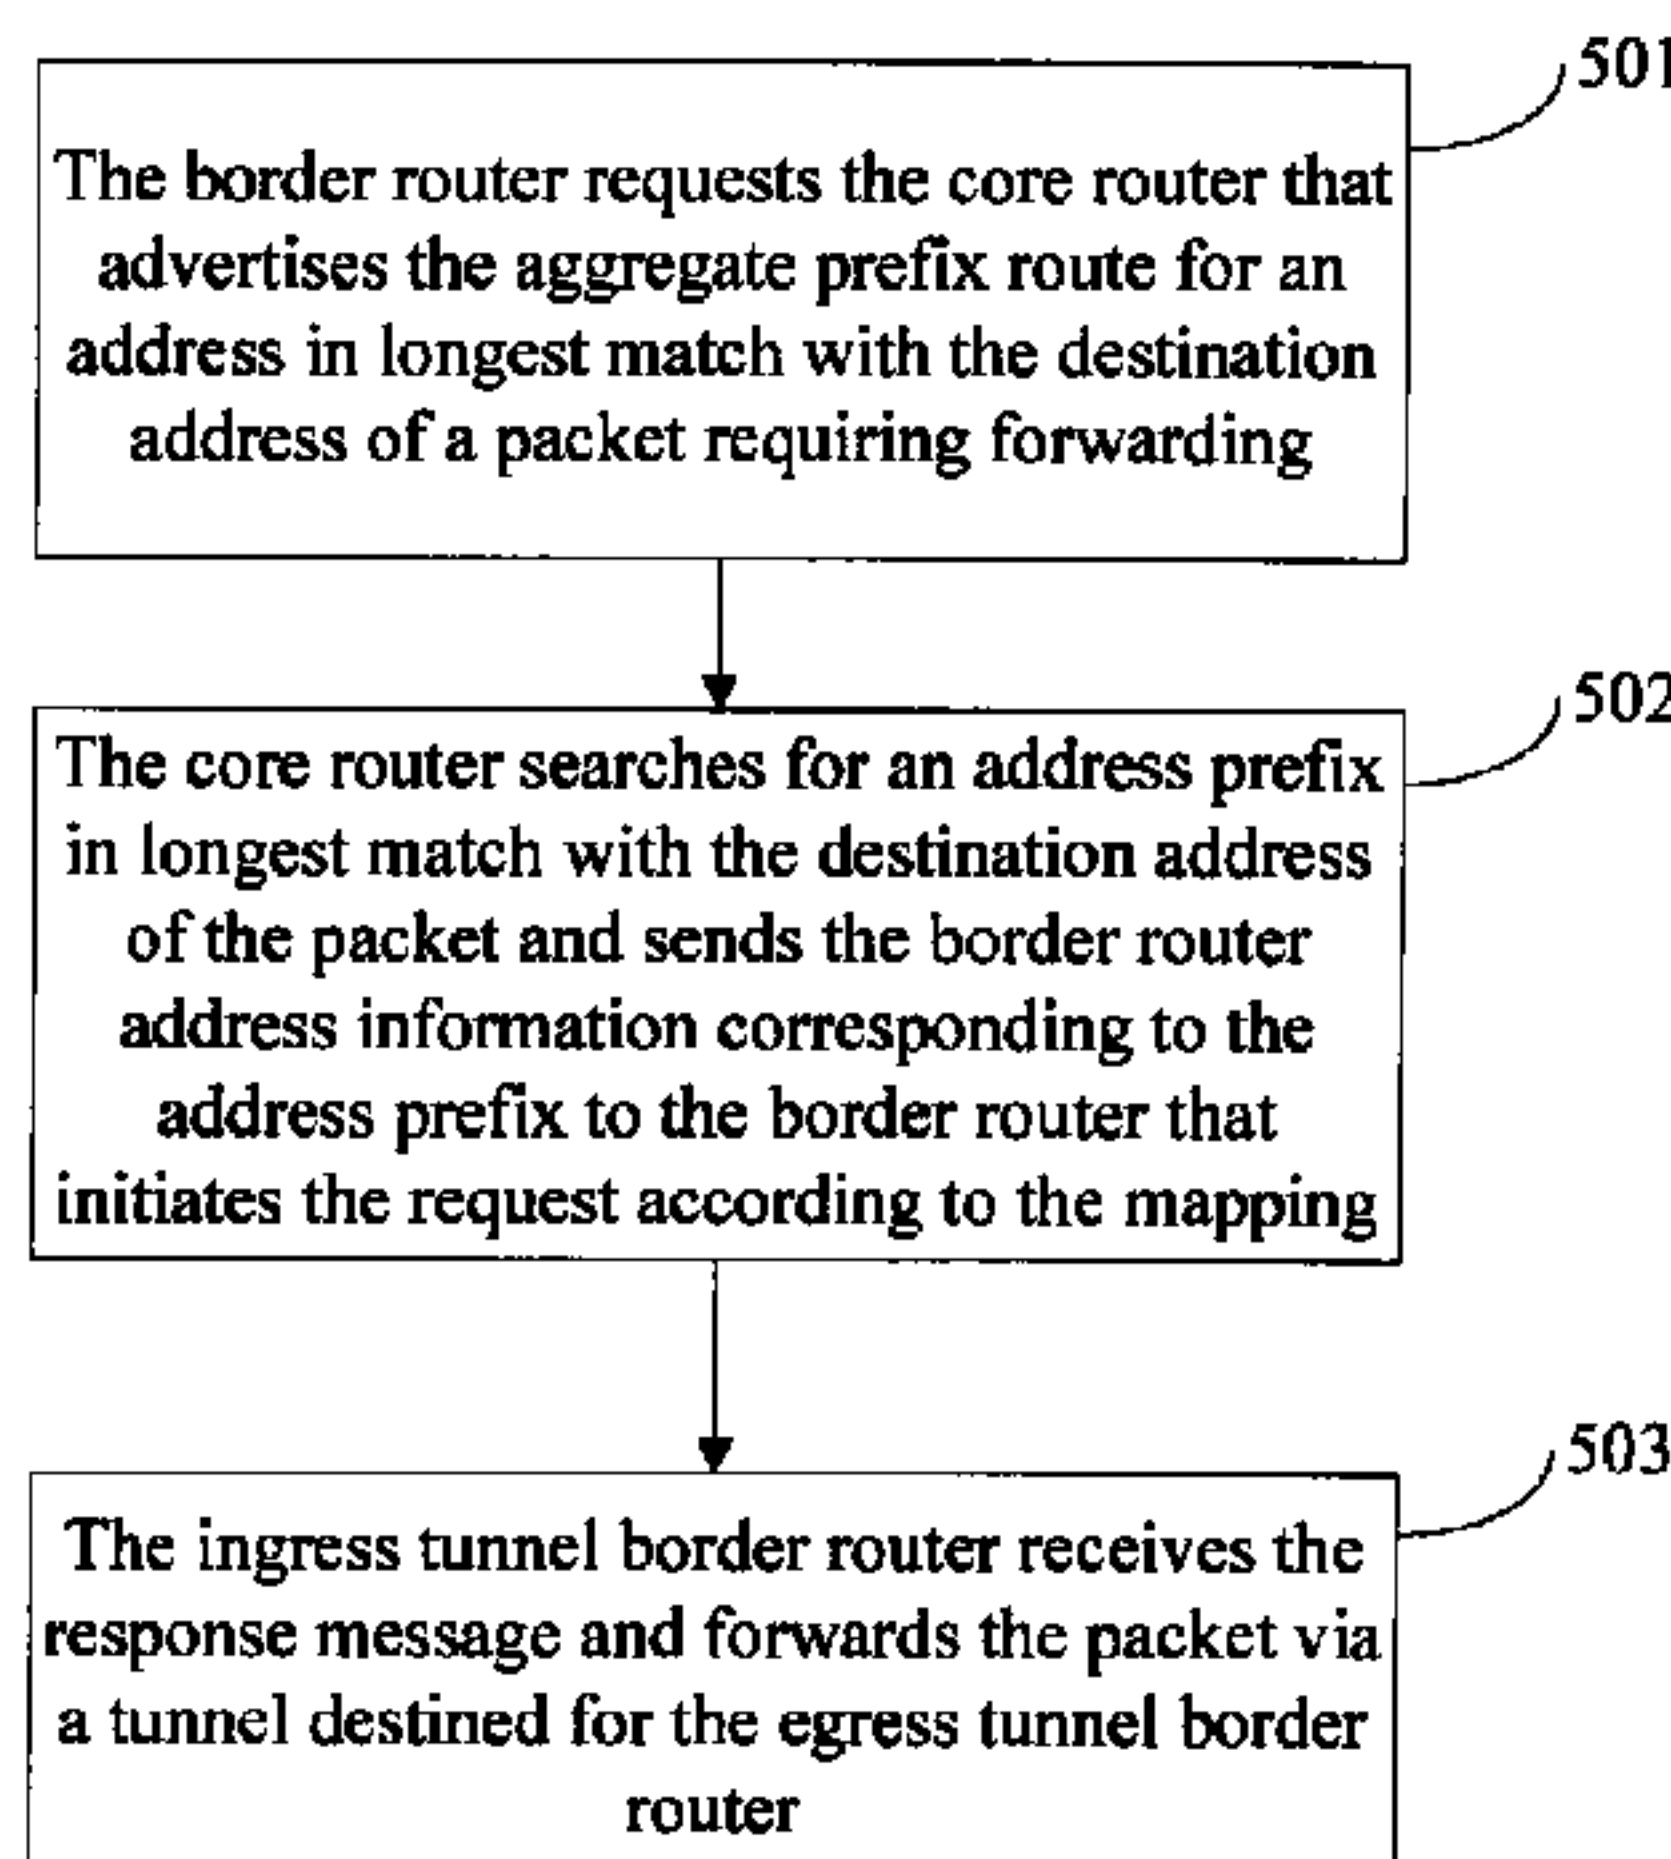 501
The border router requests the core router that
advertises the aggregate prefix route for an
address in longest match with the destination
address of a packet requiring forwarding
502
The core router searches for an address prefix
in longest match with the destination address
of the packet and sends the border router
address information corresponding to the
address prefix to the border router that
initiates the request according to the mapping
503
The ingress tunnel border router receives the
response message and forwards the packet via
a tunnel destined for the egress tunnel border
router